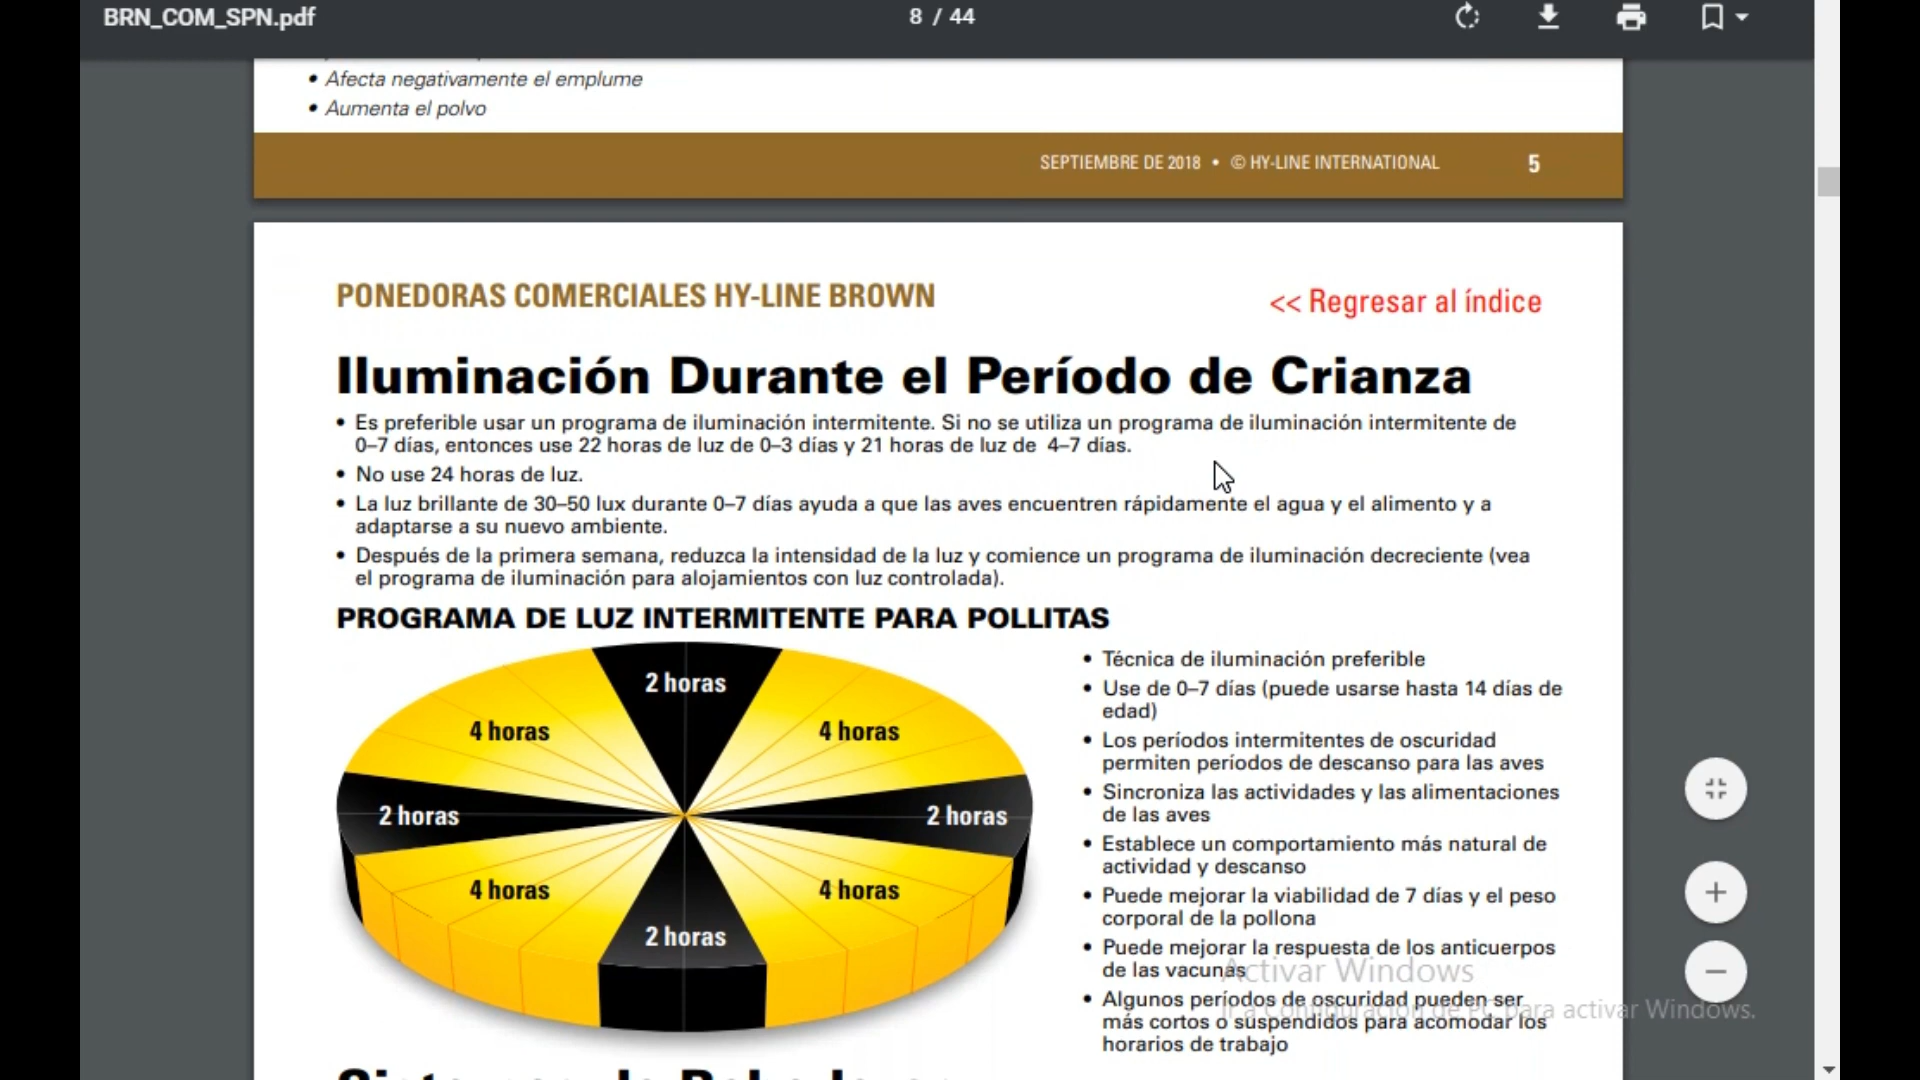 BRN_COM_SPN.pdf
8 / 44
• Afecta negativamente el emplume
• Aumenta el polvo
SEPTIEMBRE DE 2018 • © HY-LINE INTERNATIONAL 5
PONEDORAS COMERCIALES HY-LINE BROWN
<< Regresar al índice
Iluminación Durante el Período de Crianza
• Es preferible usar un programa de iluminación intermitente. Si no se utiliza un programa de iluminación intermitente de
0–7 días, entonces use 22 horas de luz de 0–3 días y 21 horas de luz de 4–7 días.
• No use 24 horas de luz.
• La luz brillante de 30–50 lux durante 0–7 días ayuda a que las aves encuentren rápidamente el agua y el alimento y a
adaptarse a su nuevo ambiente.
• Después de la primera semana, reduzca la intensidad de la luz y comience un programa de iluminación decreciente (vea
el programa de iluminación para alojamientos con luz controlada).
PROGRAMA DE LUZ INTERMITENTE PARA POLLITAS
2 horas
4 horas
4 horas
2 horas
2 horas
4 horas
4 horas
2 horas
• Técnica de iluminación preferible
• Use de 0–7 días (puede usarse hasta 14 días de
edad)
• Los períodos intermitentes de oscuridad
permiten períodos de descanso para las aves
• Sincroniza las actividades y las alimentaciones
de las aves
• Establece un comportamiento más natural de
actividad y descanso
• Puede mejorar la viabilidad de 7 días y el peso
corporal de la pollona
• Puede mejorar la respuesta de los anticuerpos
de las vacunas
• Algunos períodos de oscuridad pueden ser
más cortos o suspendidos para acomodar los
horarios de trabajo
Activar Windows
Ir a Configuración de PC para activar Windows.